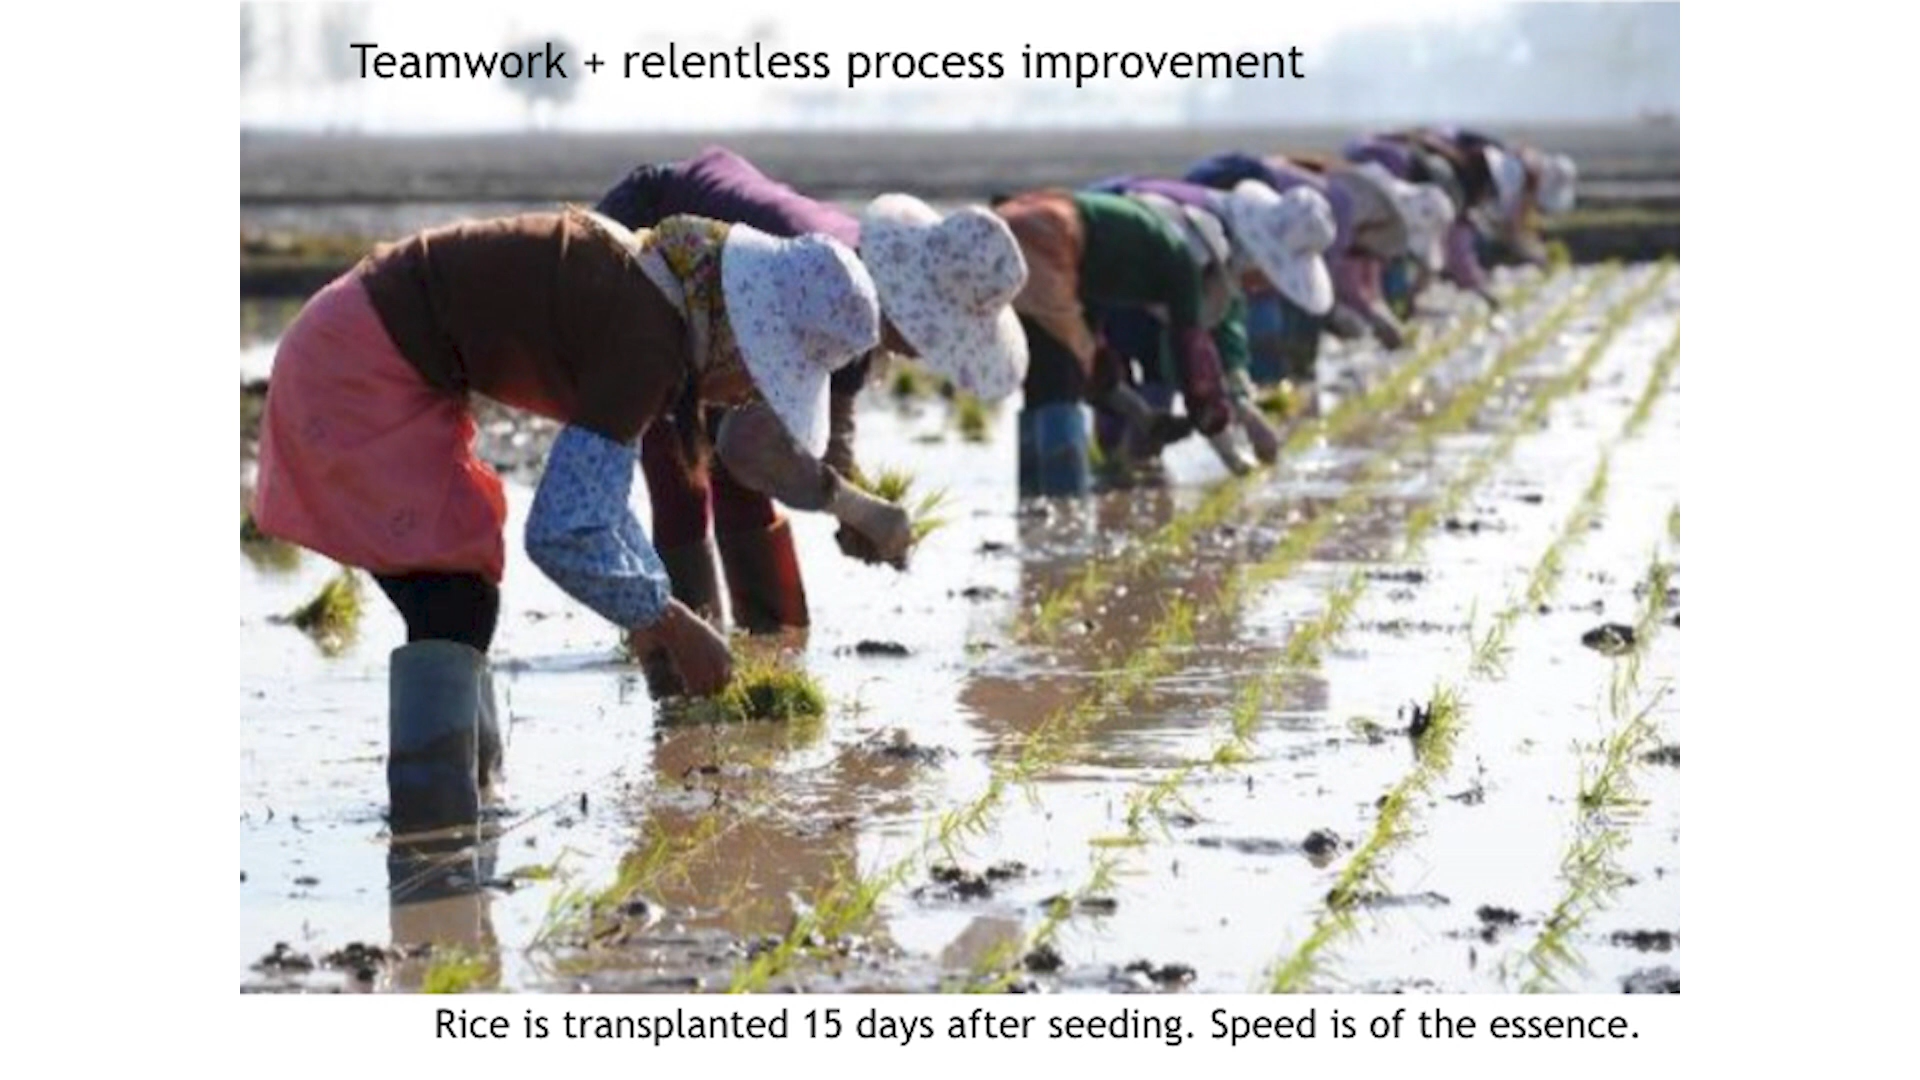 Teamwork + relentless process improvement
Rice is transplanted 15 days after seeding. Speed is of the essence.